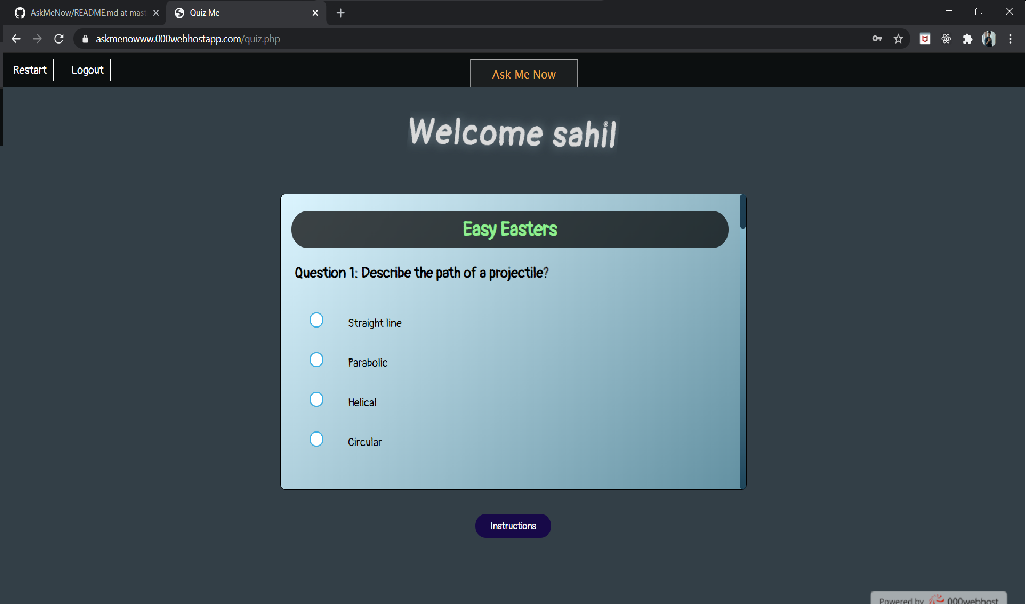 AskMeNow/README.md at mast
Quiz Me
askmenowww.000webhostapp.com/quiz.php
Restart
Logout
Ask Me Now
Welcome sahil
Easy Easters
Question 1: Describe the path of a projectile?
Straight line
Parabolic
Helical
Circular
Instructions
Powered by 000webhost